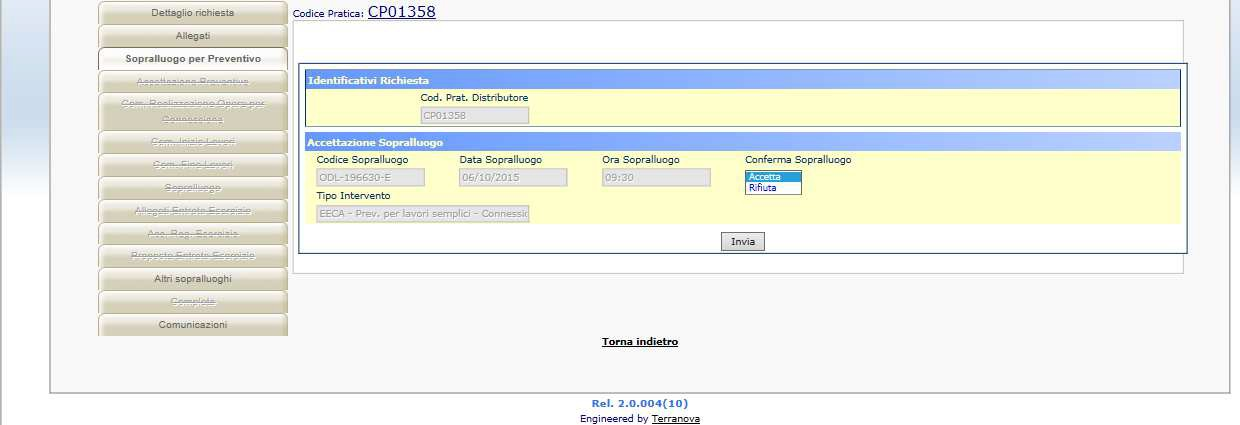 Dettaglio richiesta
Allegati
Sopralluogo per Preventivo
Accettazione Preventivo
Com. Realizzazione Opere per
Connessione
Com. Inizio Lavori
Com. Fine Lavori
Sopralluogo
Allegati Entrata Esercizio
Acc. Reg. Esercizio
Proposta Entrata Esercizio
Altri sopralluoghi
Completa
Comunicazioni
Codice Pratica: CP01358
Identificativi Richiesta
Cod. Prat. Distributore
CP01358
Accettazione Sopralluogo
Codice Sopralluogo Data Sopralluogo Ora Sopralluogo Conferma Sopralluogo
ODL-196630-E 06/10/2015 09:30 Accetta
Rifiuta
Tipo Intervento
EECA - Prev. per lavori semplici - Connessi
Invia
Torna indietro
Rel. 2.0.004(10)
Engineered by Terranova